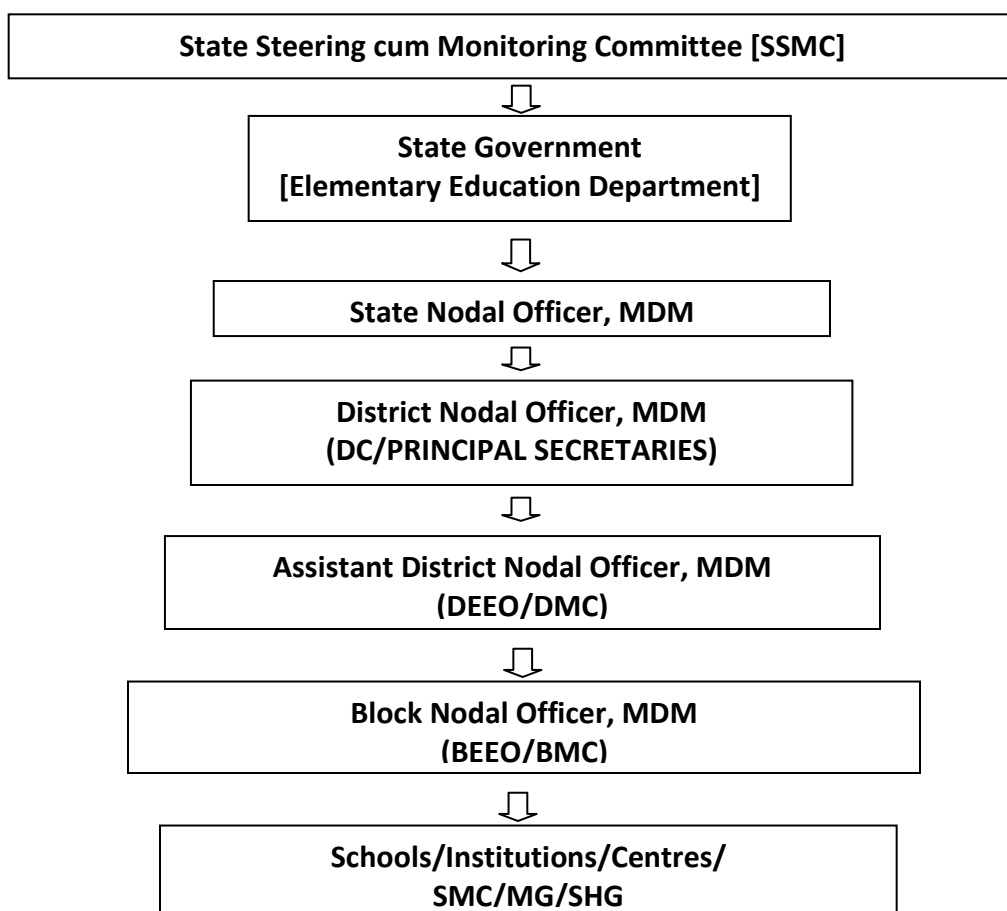 State Steering cum Monitoring Committee [SSMC]
State Government
[Elementary Education Department]
State Nodal Officer, MDM
District Nodal Officer, MDM
(DC/PRINCIPAL SECRETARIES)
Assistant District Nodal Officer, MDM
(DEEO/DMC)
Block Nodal Officer, MDM
(BEEO/BMC)
Schools/Institutions/Centres/
SMC/MG/SHG